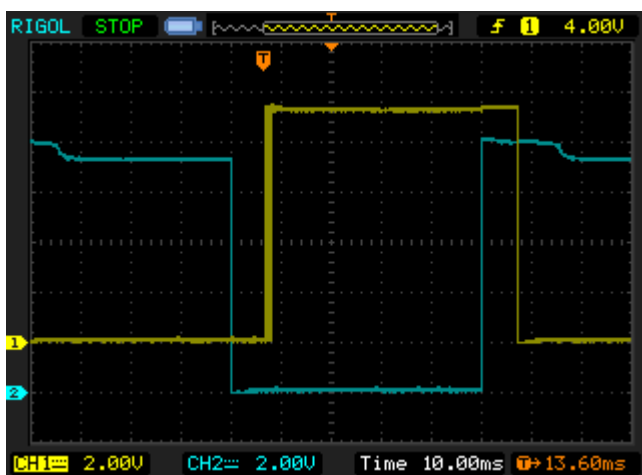 RIGOL STOP T 1 4.00V
T
1
2
CH1 2.00V CH2 2.00V Time 10.00ms T→13.60ms